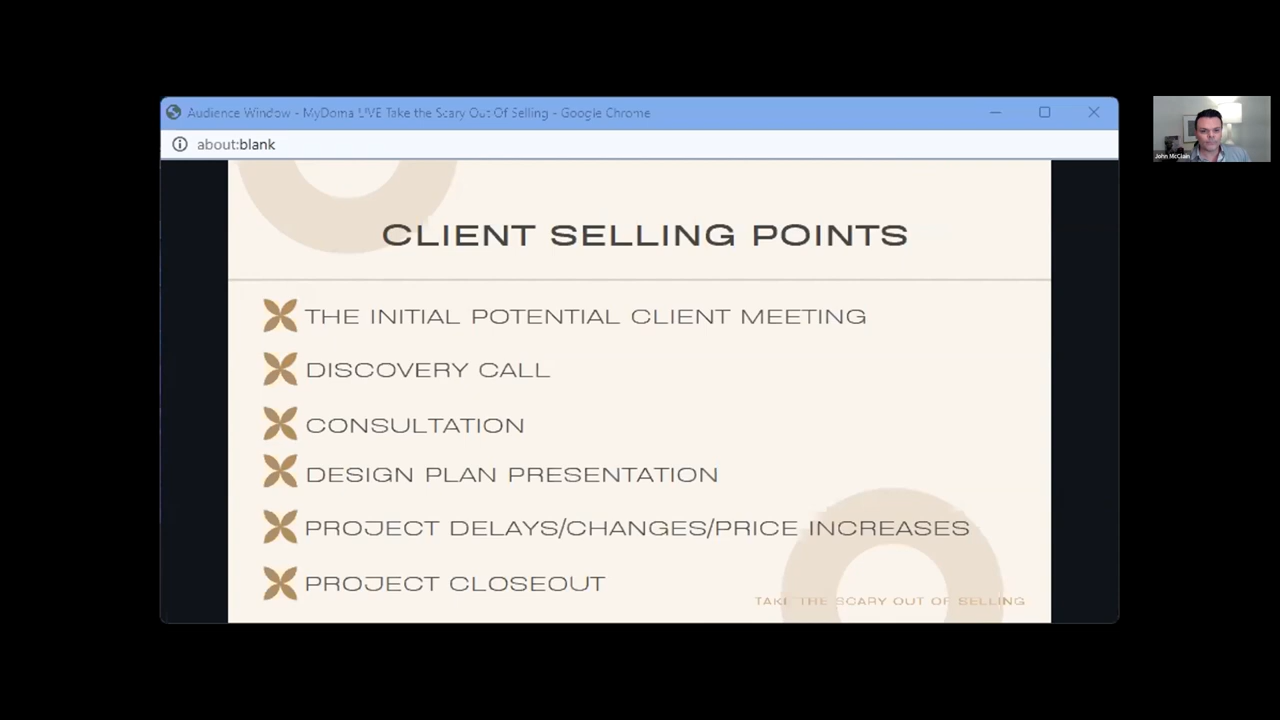 Audience Window - MyDoma LIVE Take the Scary Out Of Selling - Google Chrome
about:blank
John McClain
CLIENT SELLING POINTS
THE INITIAL POTENTIAL CLIENT MEETING
DISCOVERY CALL
CONSULTATION
DESIGN PLAN PRESENTATION
PROJECT DELAYS/CHANGES/PRICE INCREASES
PROJECT CLOSEOUT
TAKE THE SCARY OUT OF SELLING